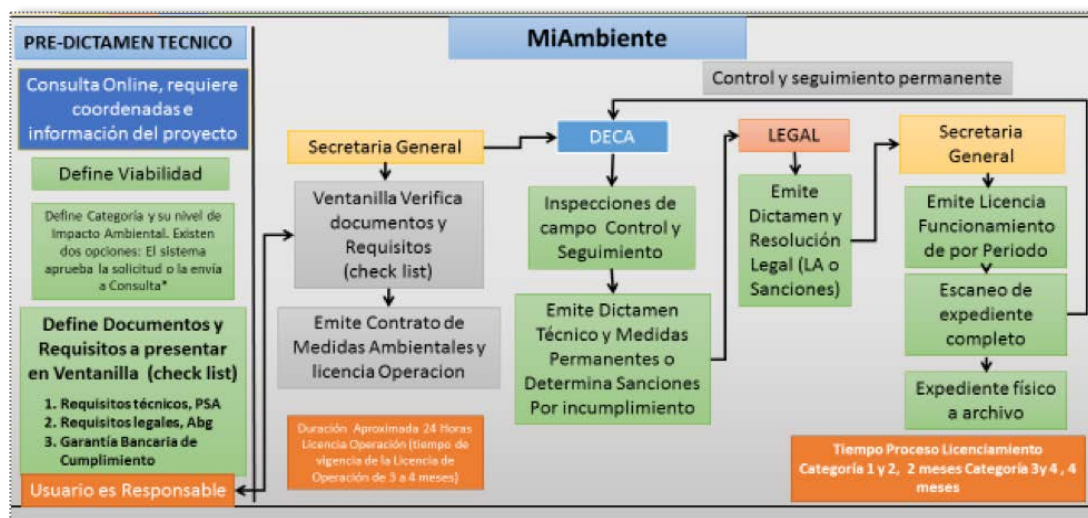 PRE-DICTAMEN TECNICO
Consulta Online, requiere
coordenadas e
información del proyecto
Define Viabilidad
Define Categoría y su nivel de
Impacto Ambiental. Existen
dos opciones: El sistema
aprueba la solicitud o la envía
a Consulta*
Define Documentos y
Requisitos a presentar
en Ventanilla (check list)
1. Requisitos técnicos, PSA
2. Requisitos legales, Abg
3. Garantía Bancaria de
Cumplimiento
Usuario es Responsable
MiAmbiente
Control y seguimiento permanente
Secretaria General
Ventanilla Verifica
documentos y
Requisitos
(check list)
Emite Contrato de
Medidas Ambientales y
licencia Operacion
Duración Aproximada 24 Horas
Licencia Operación (tiempo de
vigencia de la Licencia de
Operación de 3 a 4 meses)
DECA
Inspecciones de
campo Control y
Seguimiento
Emite Dictamen
Técnico y Medidas
Permanentes o
Determina Sanciones
Por incumplimiento
LEGAL
Emite
Dictamen y
Resolución
Legal (LA o
Sanciones)
Secretaria
General
Emite Licencia
Funcionamiento
de por Periodo
Escaneo de
expediente
completo
Expediente físico
a archivo
Tiempo Proceso Licenciamiento
Categoría 1 y 2, 2 meses Categoría 3y 4 , 4
meses